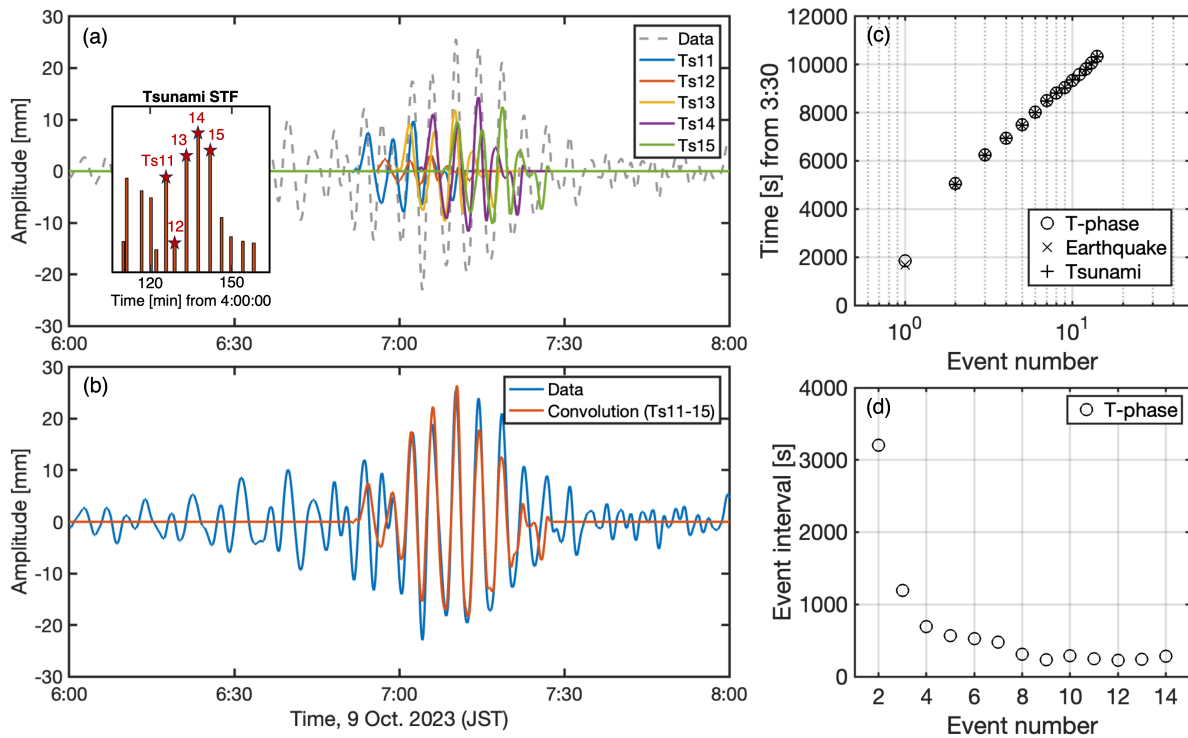 (a)
30
20
10
0
-10
-20
-30
Amplitude [mm]
6:00
6:30
7:00
7:30
8:00
Data
Ts11
Ts12
Ts13
Ts14
Ts15
Tsunami STF
14
13
15
Ts11
12
120
150
Time [min] from 4:00:00
(b)
30
20
10
0
-10
-20
-30
Amplitude [mm]
Data
Convolution (Ts11-15)
6:00
6:30
7:00
7:30
8:00
Time, 9 Oct. 2023 (JST)
(c)
12000
10000
8000
6000
4000
2000
0
Time [s] from 3:30
T-phase
Earthquake
Tsunami
10⁰
10¹
Event number
(d)
4000
3000
2000
1000
0
Event interval [s]
T-phase
2
4
6
8
10
12
14
Event number